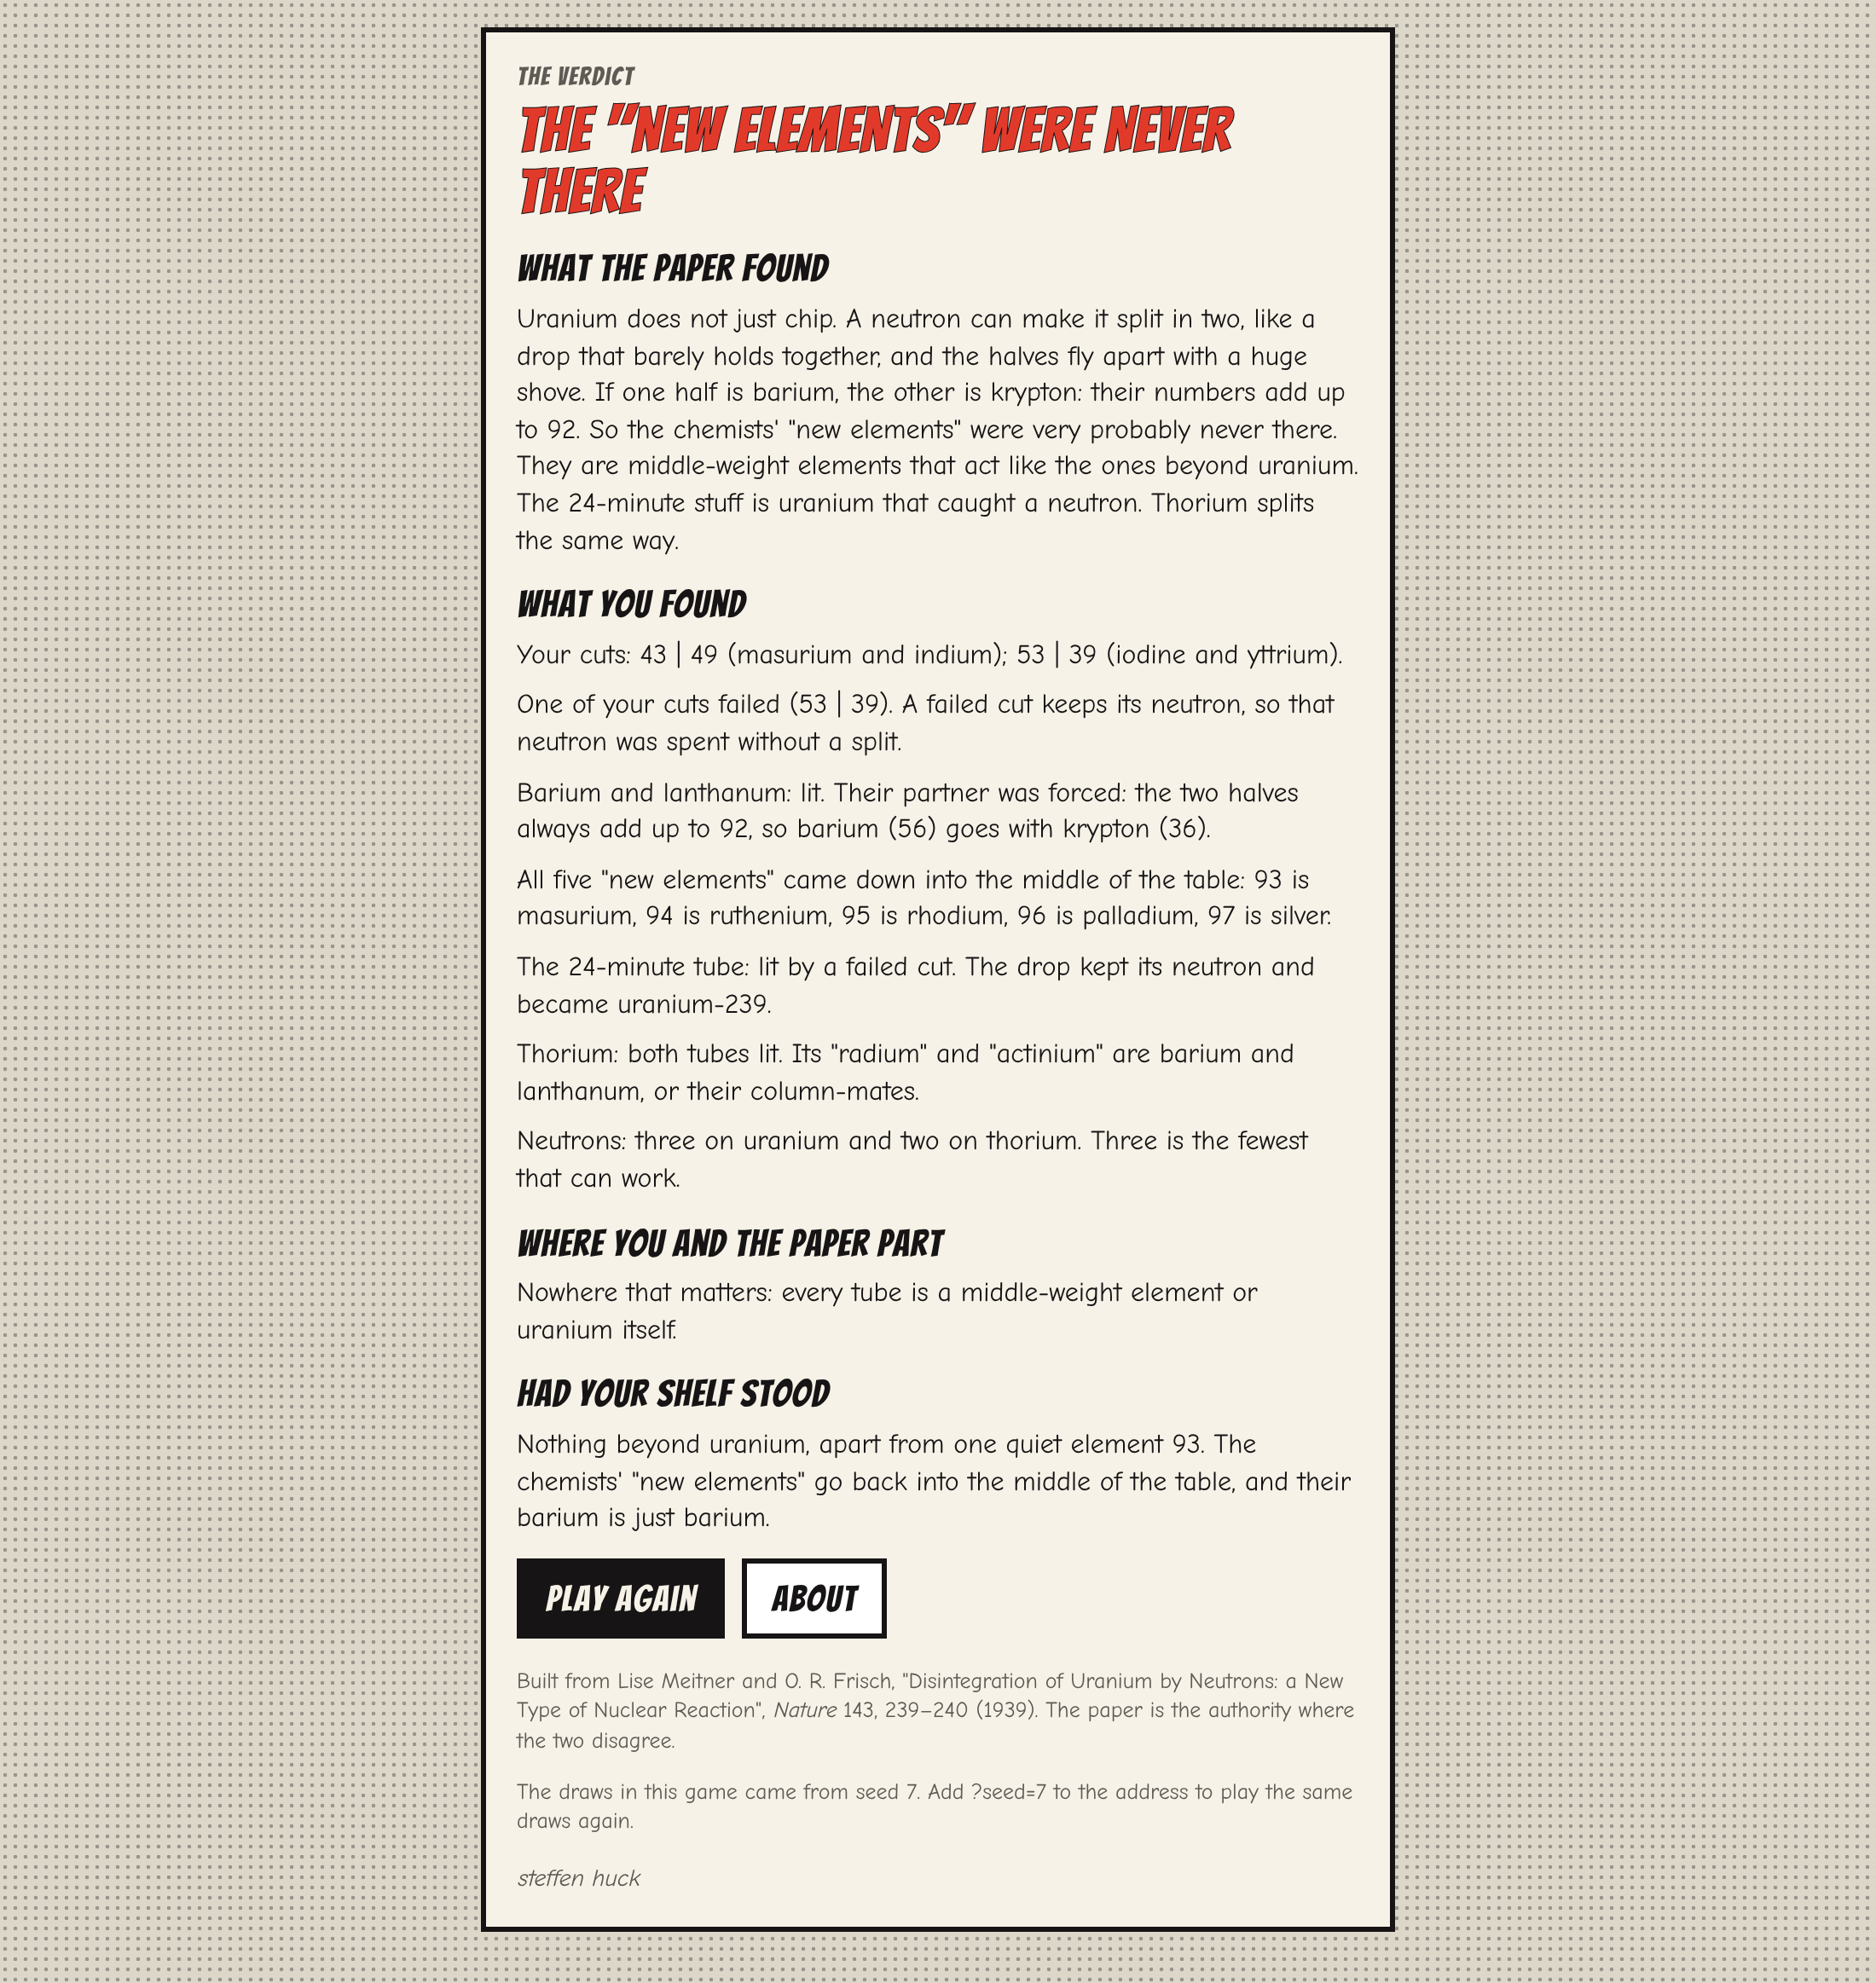 THE VERDICT
THE "NEW ELEMENTS" WERE NEVER
THERE
WHAT THE PAPER FOUND
Uranium does not just chip. A neutron can make it split in two, like a
drop that barely holds together, and the halves fly apart with a huge
shove. If one half is barium, the other is krypton: their numbers add up
to 92. So the chemists' "new elements" were very probably never there.
They are middle-weight elements that act like the ones beyond uranium.
The 24-minute stuff is uranium that caught a neutron. Thorium splits
the same way.
WHAT YOU FOUND
Your cuts: 43 | 49 (masurium and indium); 53 | 39 (iodine and yttrium).
One of your cuts failed (53 | 39). A failed cut keeps its neutron, so that
neutron was spent without a split.
Barium and lanthanum: lit. Their partner was forced: the two halves
always add up to 92, so barium (56) goes with krypton (36).
All five "new elements" came down into the middle of the table: 93 is
masurium, 94 is ruthenium, 95 is rhodium, 96 is palladium, 97 is silver.
The 24-minute tube: lit by a failed cut. The drop kept its neutron and
became uranium-239.
Thorium: both tubes lit. Its "radium" and "actinium" are barium and
lanthanum, or their column-mates.
Neutrons: three on uranium and two on thorium. Three is the fewest
that can work.
WHERE YOU AND THE PAPER PART
Nowhere that matters: every tube is a middle-weight element or
uranium itself.
HAD YOUR SHELF STOOD
Nothing beyond uranium, apart from one quiet element 93. The
chemists' "new elements" go back into the middle of the table, and their
barium is just barium.
PLAY AGAIN
ABOUT
Built from Lise Meitner and O. R. Frisch, "Disintegration of Uranium by Neutrons: a New
Type of Nuclear Reaction", Nature 143, 239–240 (1939). The paper is the authority where
the two disagree.
The draws in this game came from seed 7. Add ?seed=7 to the address to play the same
draws again.
steffen huck